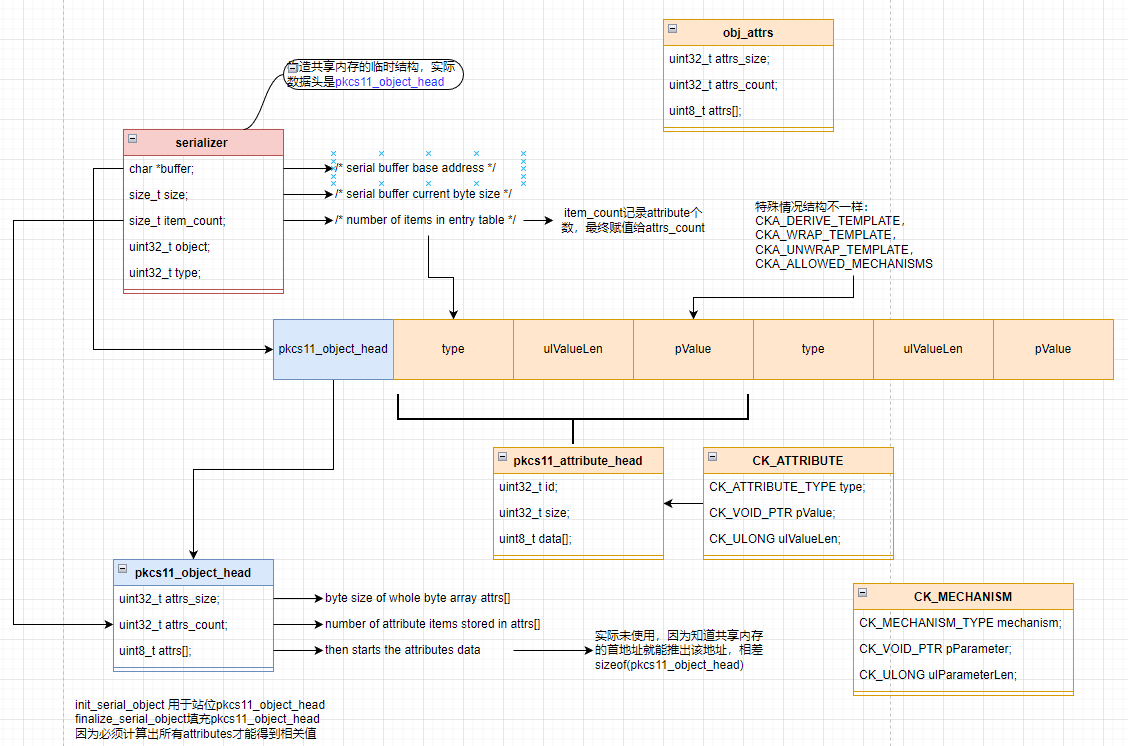 obj_attrs
uint32_t attrs_size;
uint32_t attrs_count;
uint8_t attrs[];
造共享内存的临时结构，实际
数据头是pkcs11_object_head
serializer
char *buffer;
size_t size;
size_t item_count;
uint32_t object;
uint32_t type;
/* serial buffer base address */
/* serial buffer current byte size */
/* number of items in entry table */
item_count记录attribute个
数，最终赋值给attrs_count
特殊情况结构不一样：
CKA_DERIVE_TEMPLATE，
CKA_WRAP_TEMPLATE，
CKA_UNWRAP_TEMPLATE，
CKA_ALLOWED_MECHANISMS
pkcs11_object_head
type
ulValueLen
pValue
type
ulValueLen
pValue
pkcs11_attribute_head
uint32_t id;
uint32_t size;
uint8_t data[];
CK_ATTRIBUTE
CK_ATTRIBUTE_TYPE type;
CK_VOID_PTR pValue;
CK_ULONG ulValueLen;
pkcs11_object_head
uint32_t attrs_size;
uint32_t attrs_count;
uint8_t attrs[];
byte size of whole byte array attrs[]
number of attribute items stored in attrs[]
then starts the attributes data
实际未使用，因为知道共享内存
的首地址就能推出该地址，相差
sizeof(pkcs11_object_head)
CK_MECHANISM
CK_MECHANISM_TYPE mechanism;
CK_VOID_PTR pParameter;
CK_ULONG ulParameterLen;
init_serial_object 用于站位pkcs11_object_head
finalize_serial_object填充pkcs11_object_head
因为必须计算出所有attributes才能得到相关值